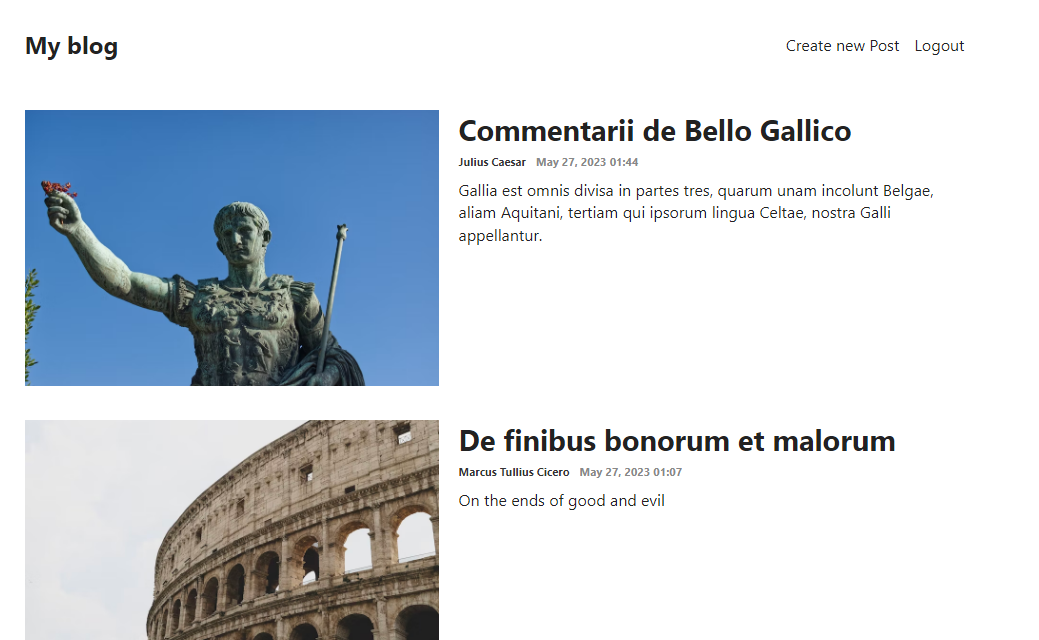 My blog
Create new Post Logout
Commentarii de Bello Gallico
Julius Caesar May 27, 2023 01:44
Gallia est omnis divisa in partes tres, quarum unam incolunt Belgae,
aliam Aquitani, tertiam qui ipsorum lingua Celtae, nostra Galli
appellantur.
De finibus bonorum et malorum
Marcus Tullius Cicero May 27, 2023 01:07
On the ends of good and evil